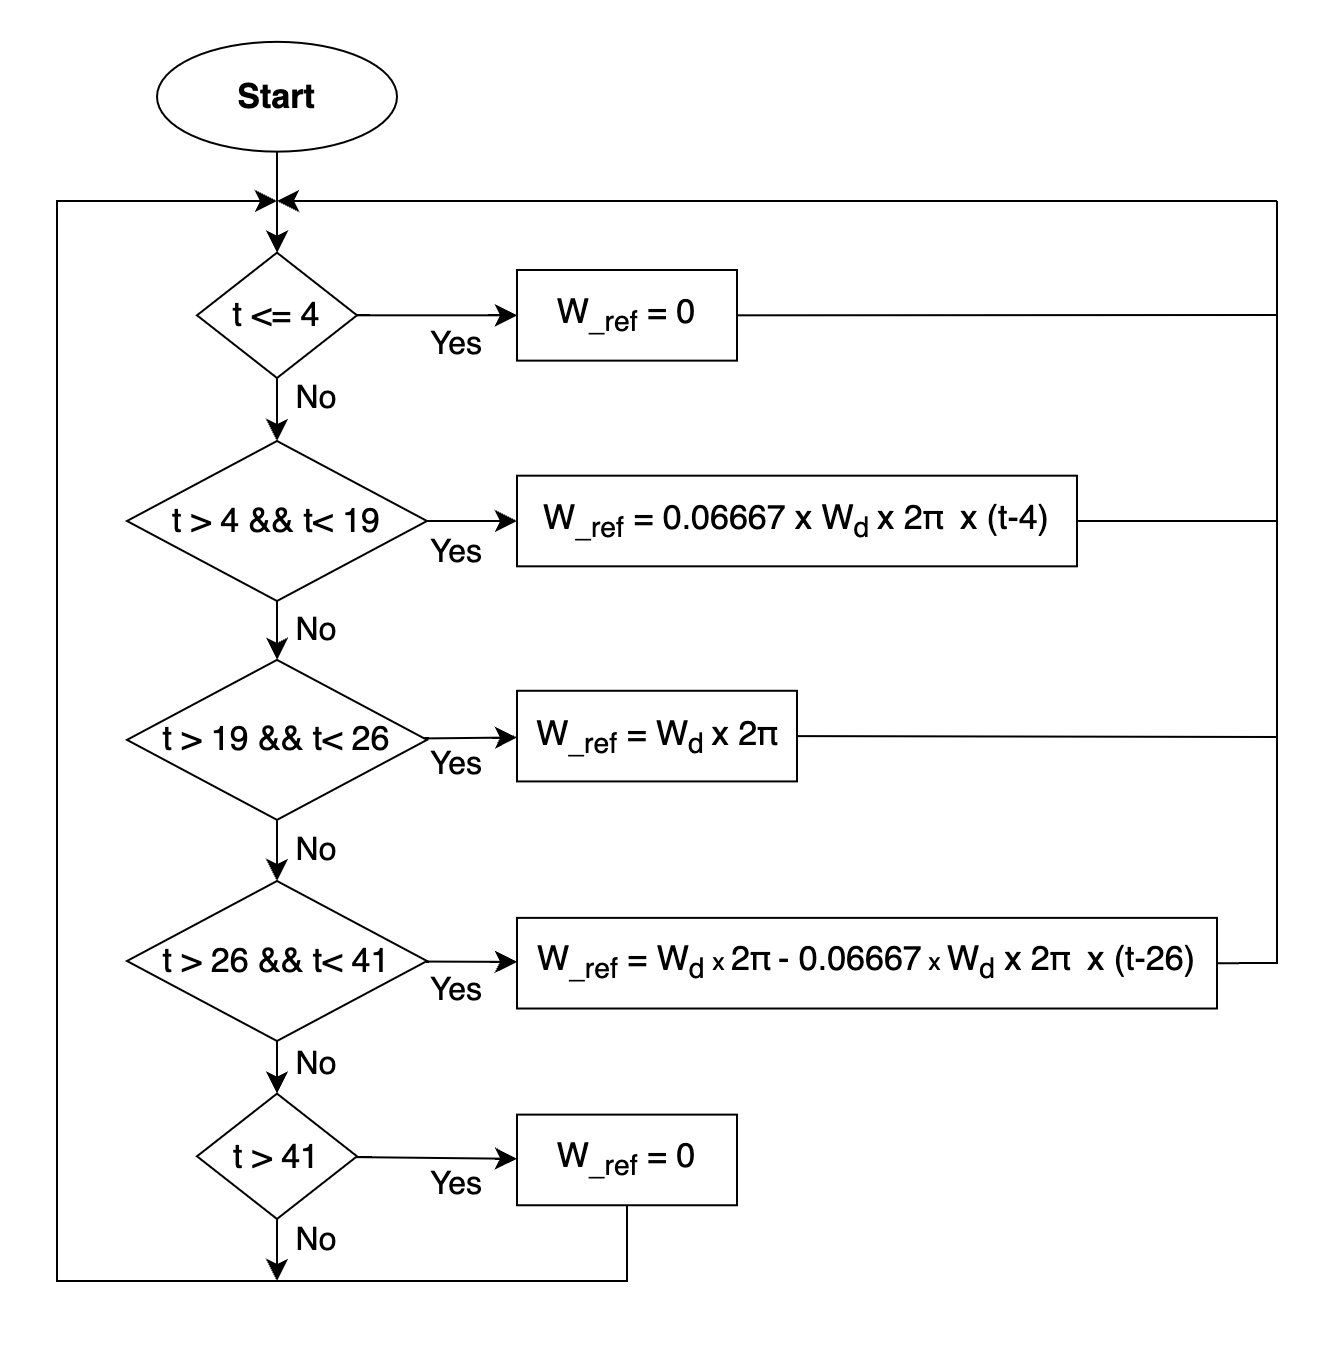 Start
t <= 4
Yes
W_ref = 0
No
t > 4 && t< 19
Yes
W_ref = 0.06667 x Wd x 2π x (t-4)
No
t > 19 && t< 26
Yes
W_ref = Wd x 2π
No
t > 26 && t< 41
Yes
W_ref = Wd x 2π - 0.06667 x Wd x 2π x (t-26)
No
t > 41
Yes
W_ref = 0
No